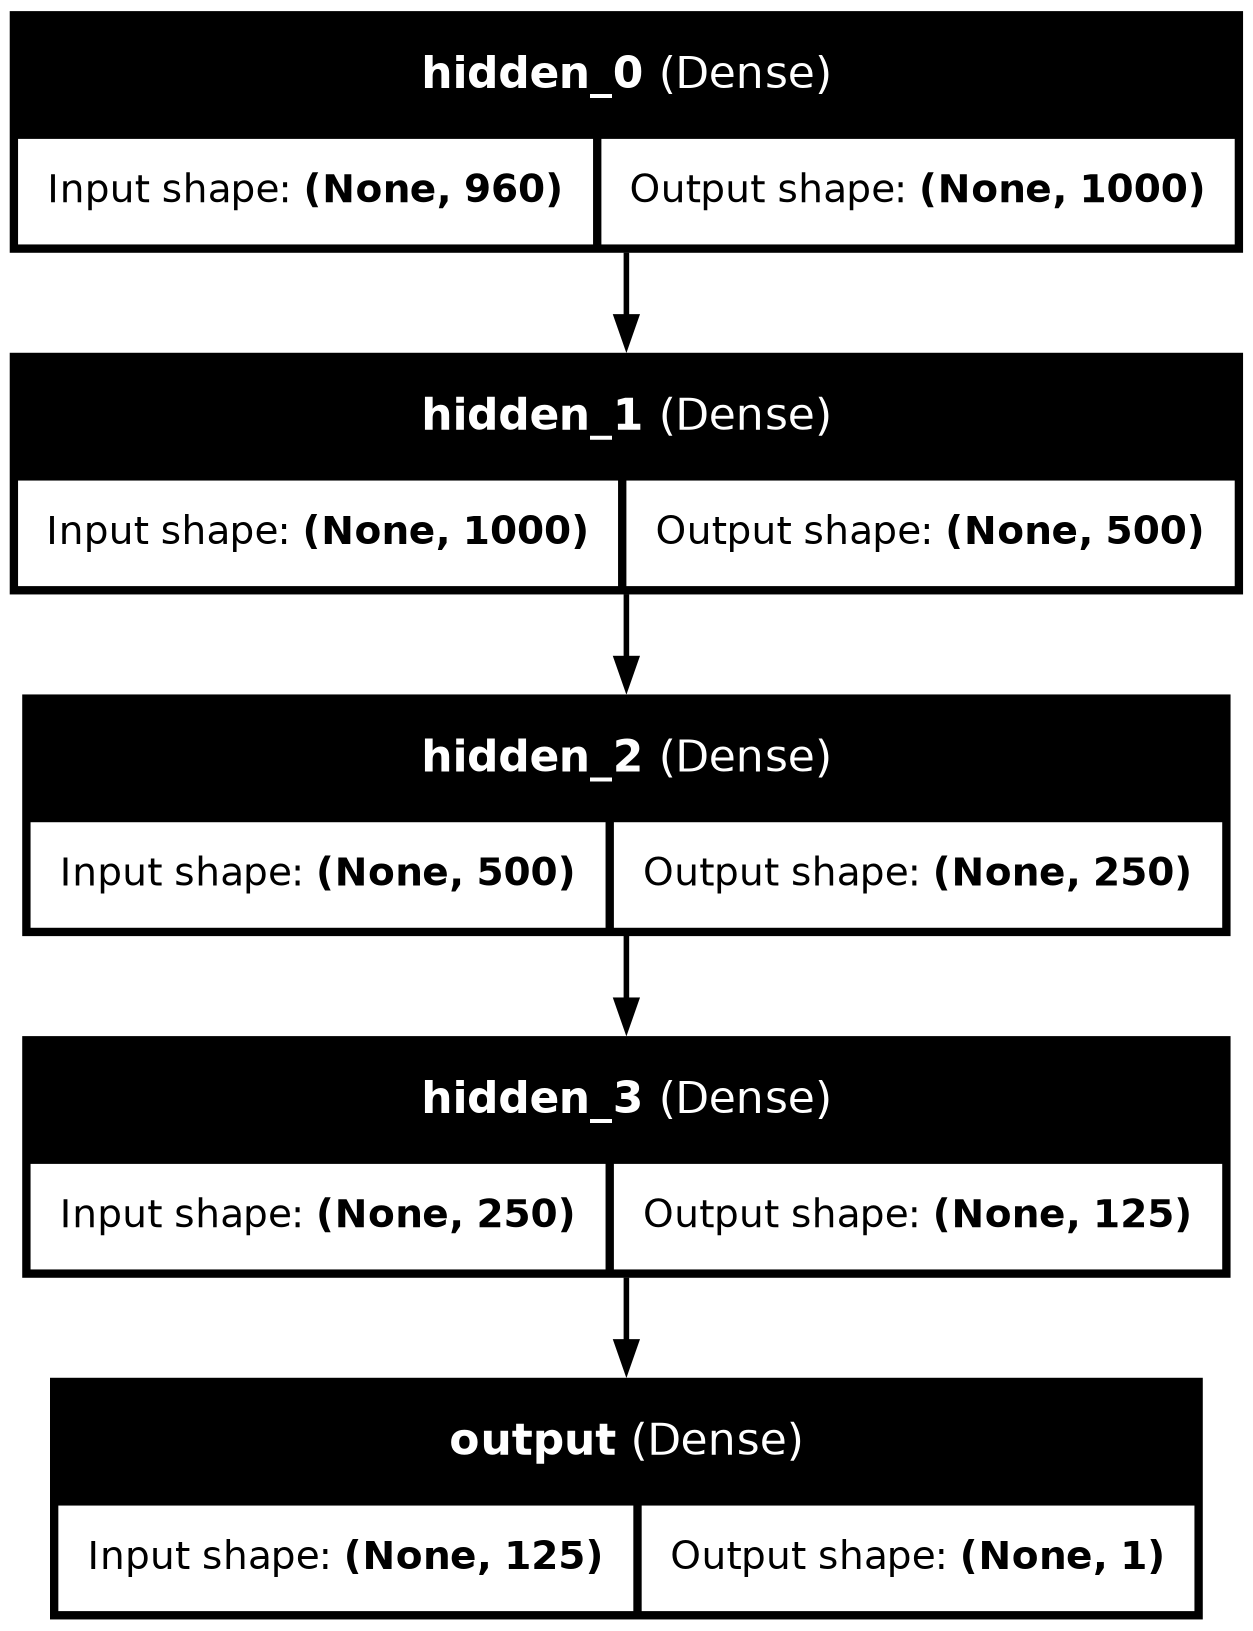 hidden_0 (Dense)
Input shape: (None, 960) Output shape: (None, 1000)
hidden_1 (Dense)
Input shape: (None, 1000) Output shape: (None, 500)
hidden_2 (Dense)
Input shape: (None, 500) Output shape: (None, 250)
hidden_3 (Dense)
Input shape: (None, 250) Output shape: (None, 125)
output (Dense)
Input shape: (None, 125) Output shape: (None, 1)